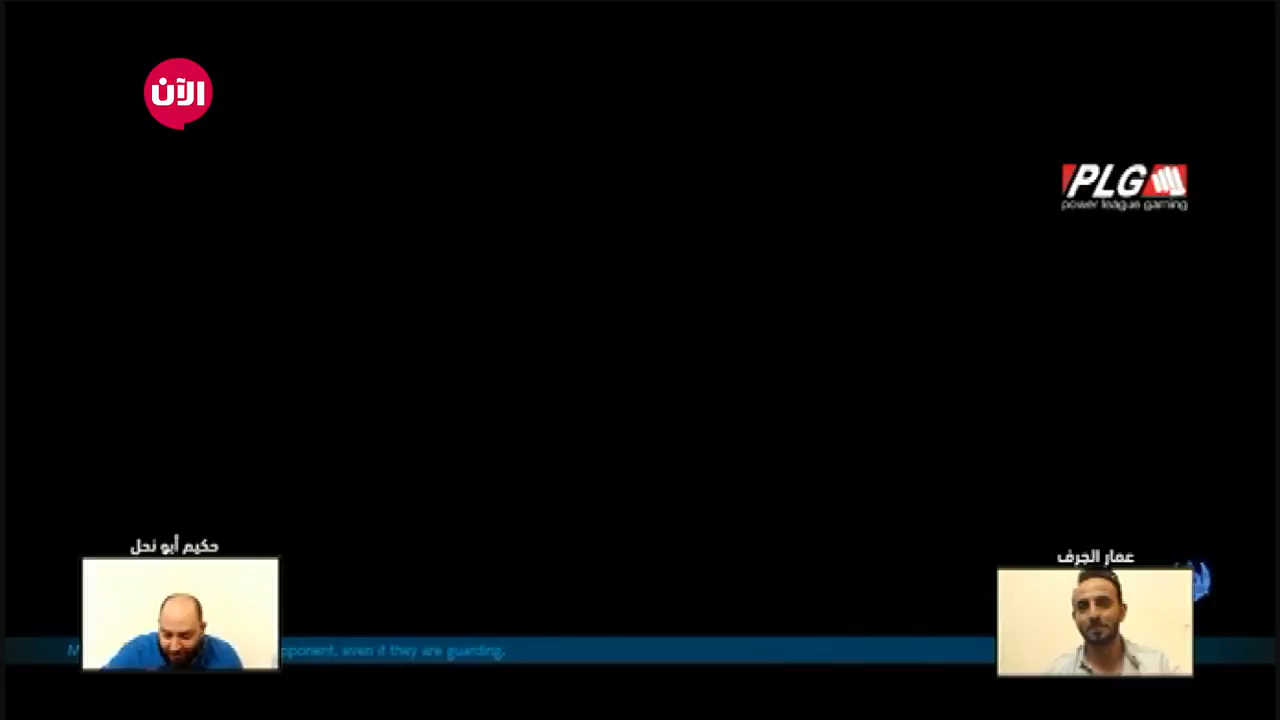 الآن
PLG
power league gaming
حكيم أبو نحل
عمار الجرف
opponent, even if they are guarding.